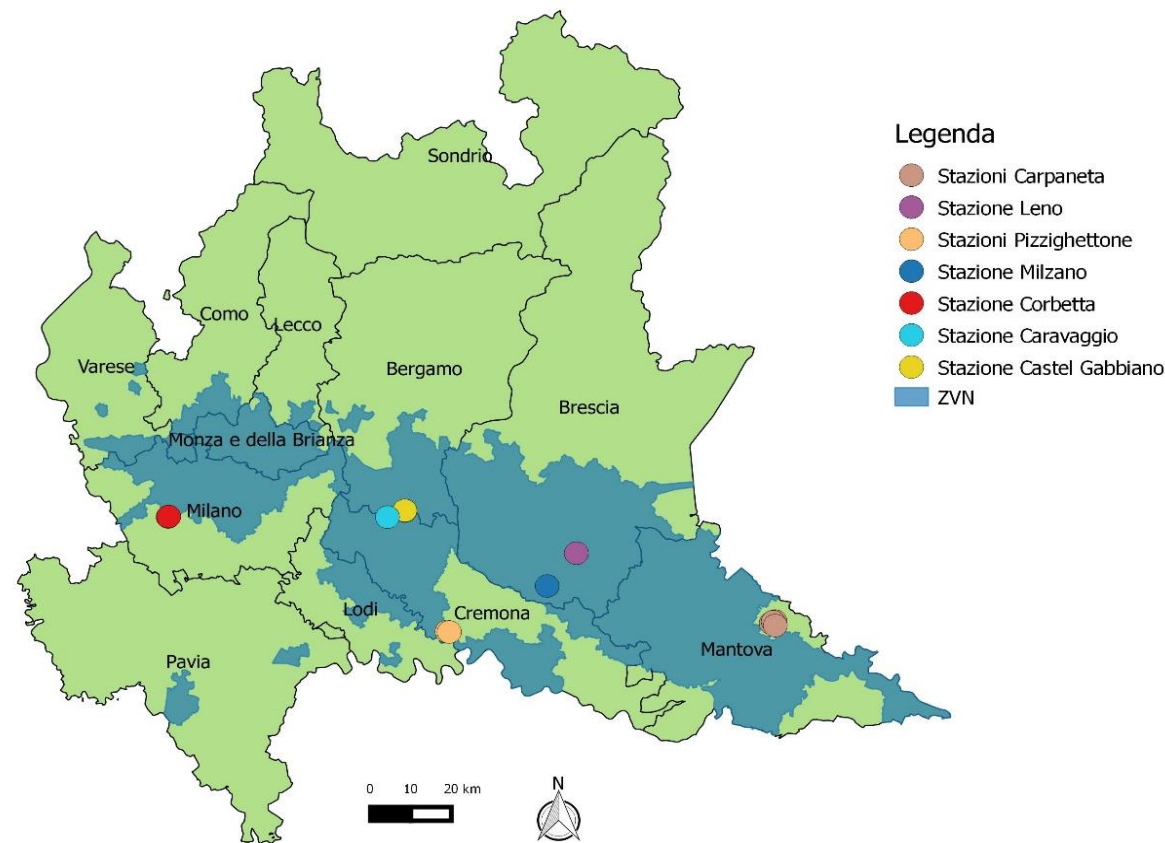 Sondrio
Como
Lecco
Varese
Bergamo
Brescia
Monza e della Brianza
Milano
Lodi
Cremona
Pavia
Mantova
Legenda
Stazioni Carpaneta
Stazione Leno
Stazioni Pizzighettone
Stazione Milzano
Stazione Corbetta
Stazione Caravaggio
Stazione Castel Gabbiano
ZVN
0 10 20 km
N